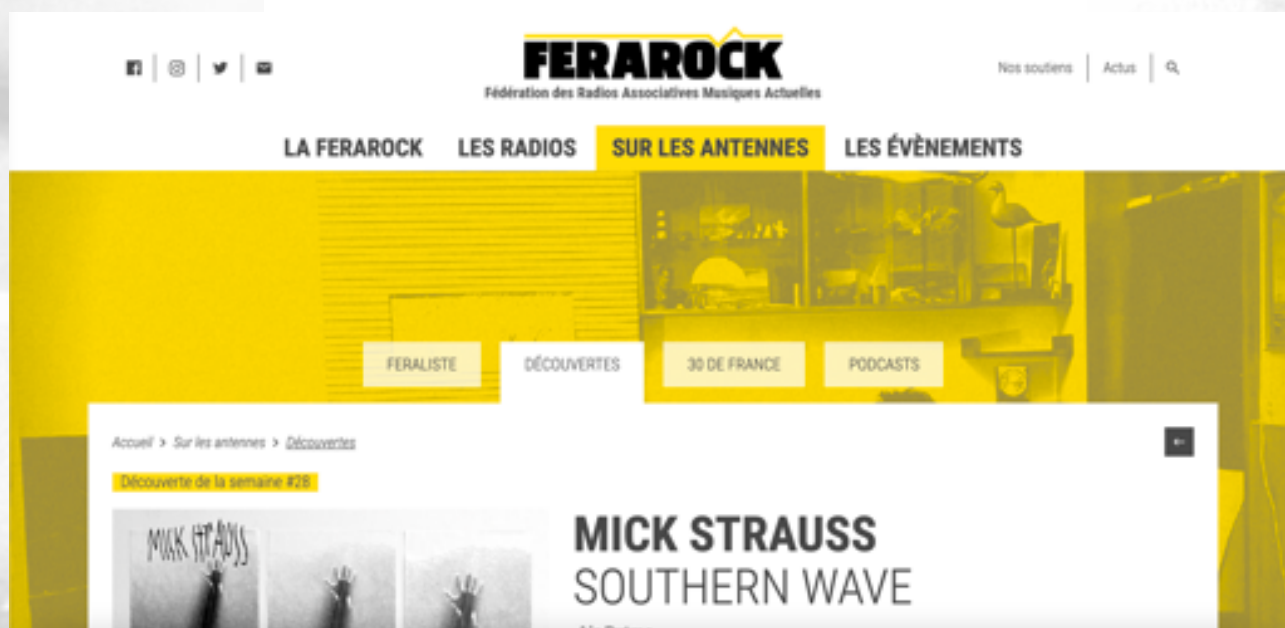 FERAROCK
Fédération des Radios Associatives Musiques Actuelles
Nos soutiens
Actus
LA FERAROCK
LES RADIOS
SUR LES ANTENNES
LES ÉVÈNEMENTS
FERALISTE
DÉCOUVERTES
30 DE FRANCE
PODCASTS
Accueil > Sur les antennes > Découvertes
Découverte de la semaine #28
MICK STRAUSS
MICK STRAUSS
SOUTHERN WAVE